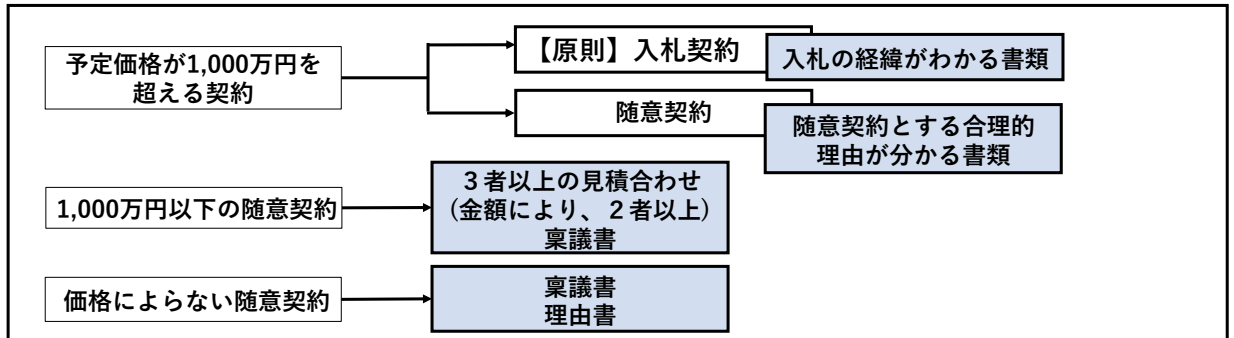 予定価格が1,000万円を
超える契約
【原則】入札契約
入札の経緯がわかる書類
随意契約
随意契約とする合理的
理由が分かる書類
1,000万円以下の随意契約
３者以上の見積合わせ
(金額により、２者以上)
稟議書
価格によらない随意契約
稟議書
理由書